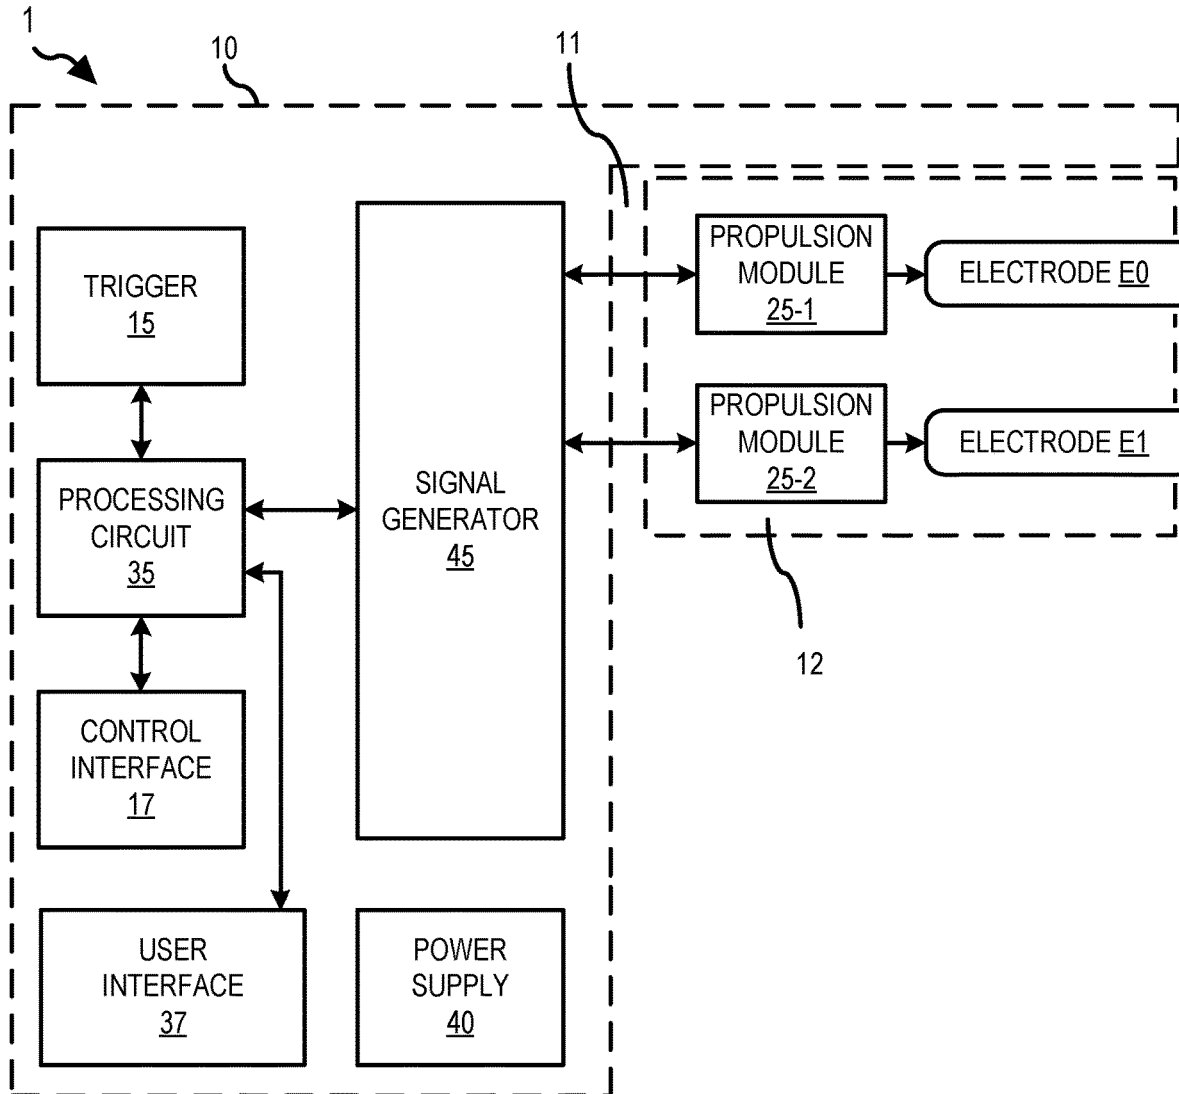 1
10
11
TRIGGER
15
PROCESSING
CIRCUIT
35
CONTROL
INTERFACE
17
USER
INTERFACE
37
SIGNAL
GENERATOR
45
POWER
SUPPLY
40
PROPULSION
MODULE
25-1
ELECTRODE E0
PROPULSION
MODULE
25-2
ELECTRODE E1
12